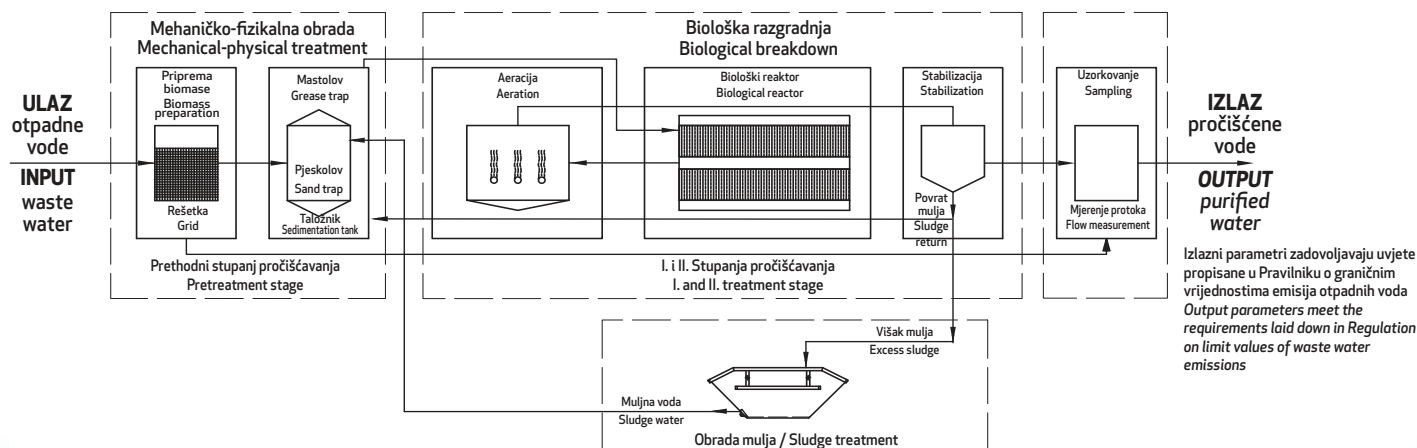 Mehaničko-fizikalna obrada
Mechanical-physical treatment
Biološka razgradnja
Biological breakdown
ULAZ
otpadne
vode
INPUT
waste
water
Priprema
biomase
Biomass
preparation
Rešetka
Grid
Mastolov
Grease trap
Pjeskolov
Sand trap
Taložnik
Sedimentation tank
Prethodni stupanj pročišćavanja
Pretreatment stage
Aeracija
Aeration
Biološki reaktor
Biological reactor
Stabilizacija
Stabilization
Povrat
mulja
Sludge
return
I. i II. Stupanja pročišćavanja
I. and II. treatment stage
Uzorkovanje
Sampling
Mjerenje protoka
Flow measurement
IZLAZ
pročišćene
vode
OUTPUT
purified
water
Izlazni parametri zadovoljavaju uvjete
propisane u Pravilniku o graničnim
vrijednostima emisija otpadnih voda
Output parameters meet the
requirements laid down in Regulation
on limit values of waste water
emissions
Višak mulja
Excess sludge
Muljna voda
Sludge water
Obrada mulja / Sludge treatment